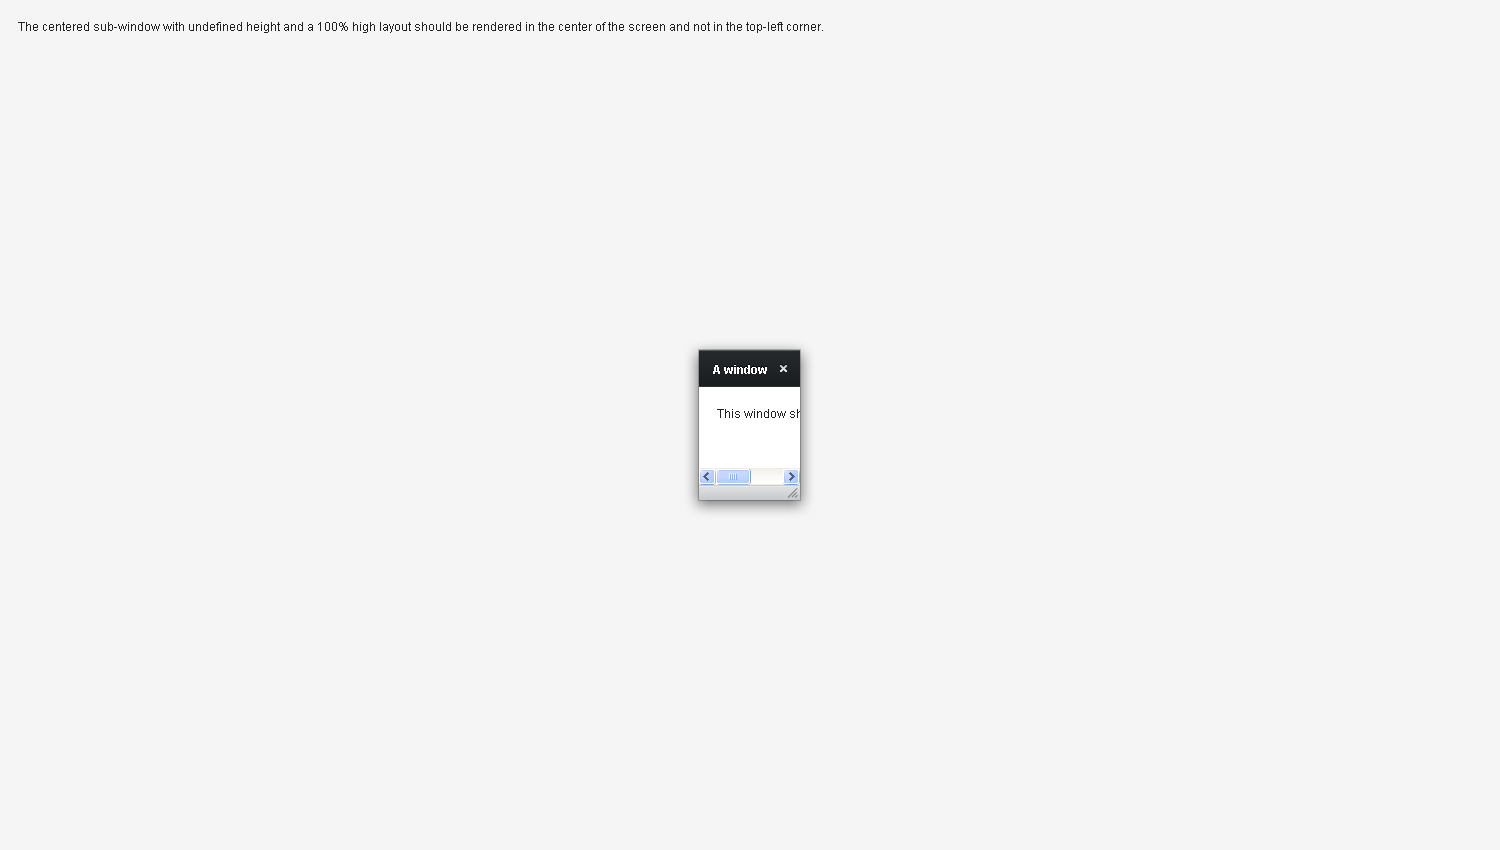 The centered sub-window with undefined height and a 100% high layout should be rendered in the center of the screen and not in the top-left corner.
A window
This window sh